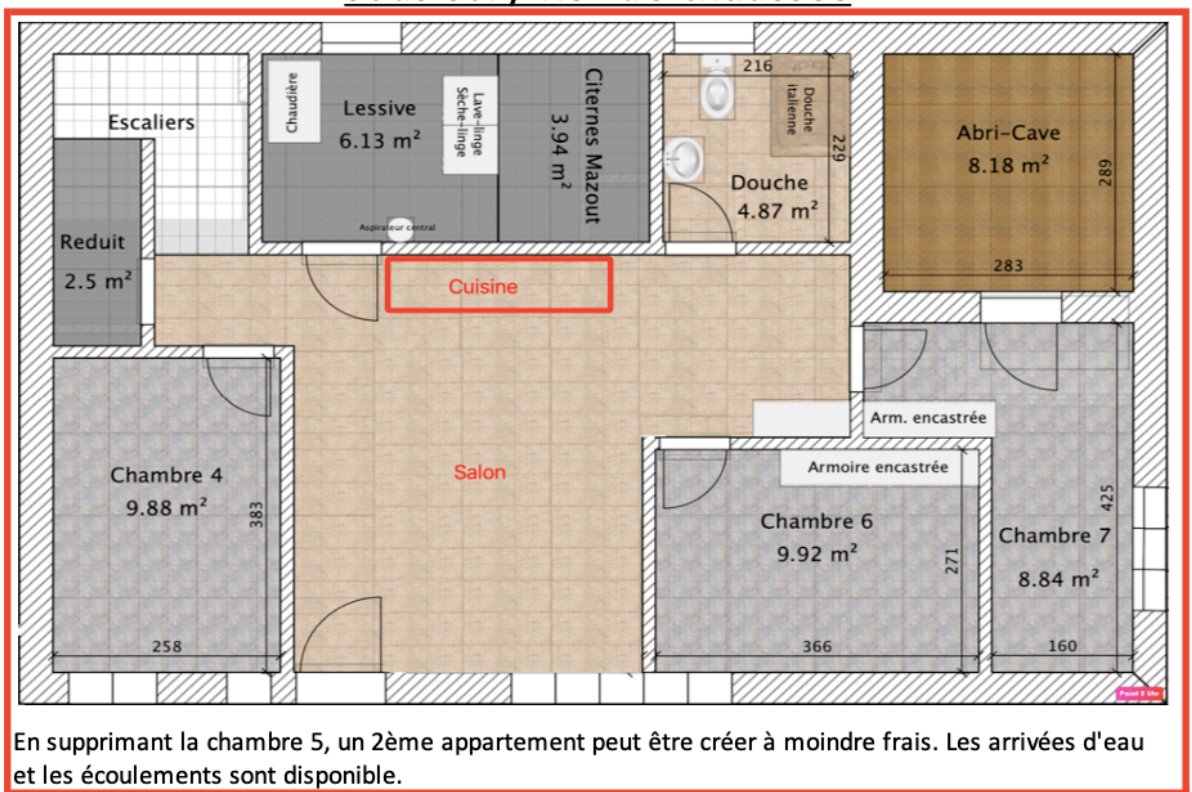 216
Chaudière
Lessive
6.13 m²
Lave-linge
Sèche-linge
Citernes Mazout
3.94 m²
Douche
italienne
229
Escaliers
Abri-Cave
8.18 m²
289
Douche
4.87 m²
Aspirateur central
Reduit
2.5 m²
283
Cuisine
Arm. encastrée
Armoire encastrée
Salon
Chambre 4
9.88 m²
383
425
Chambre 6
9.92 m²
271
Chambre 7
8.84 m²
258
366
160
En supprimant la chambre 5, un 2ème appartement peut être créer à moindre frais. Les arrivées d'eau
et les écoulements sont disponible.